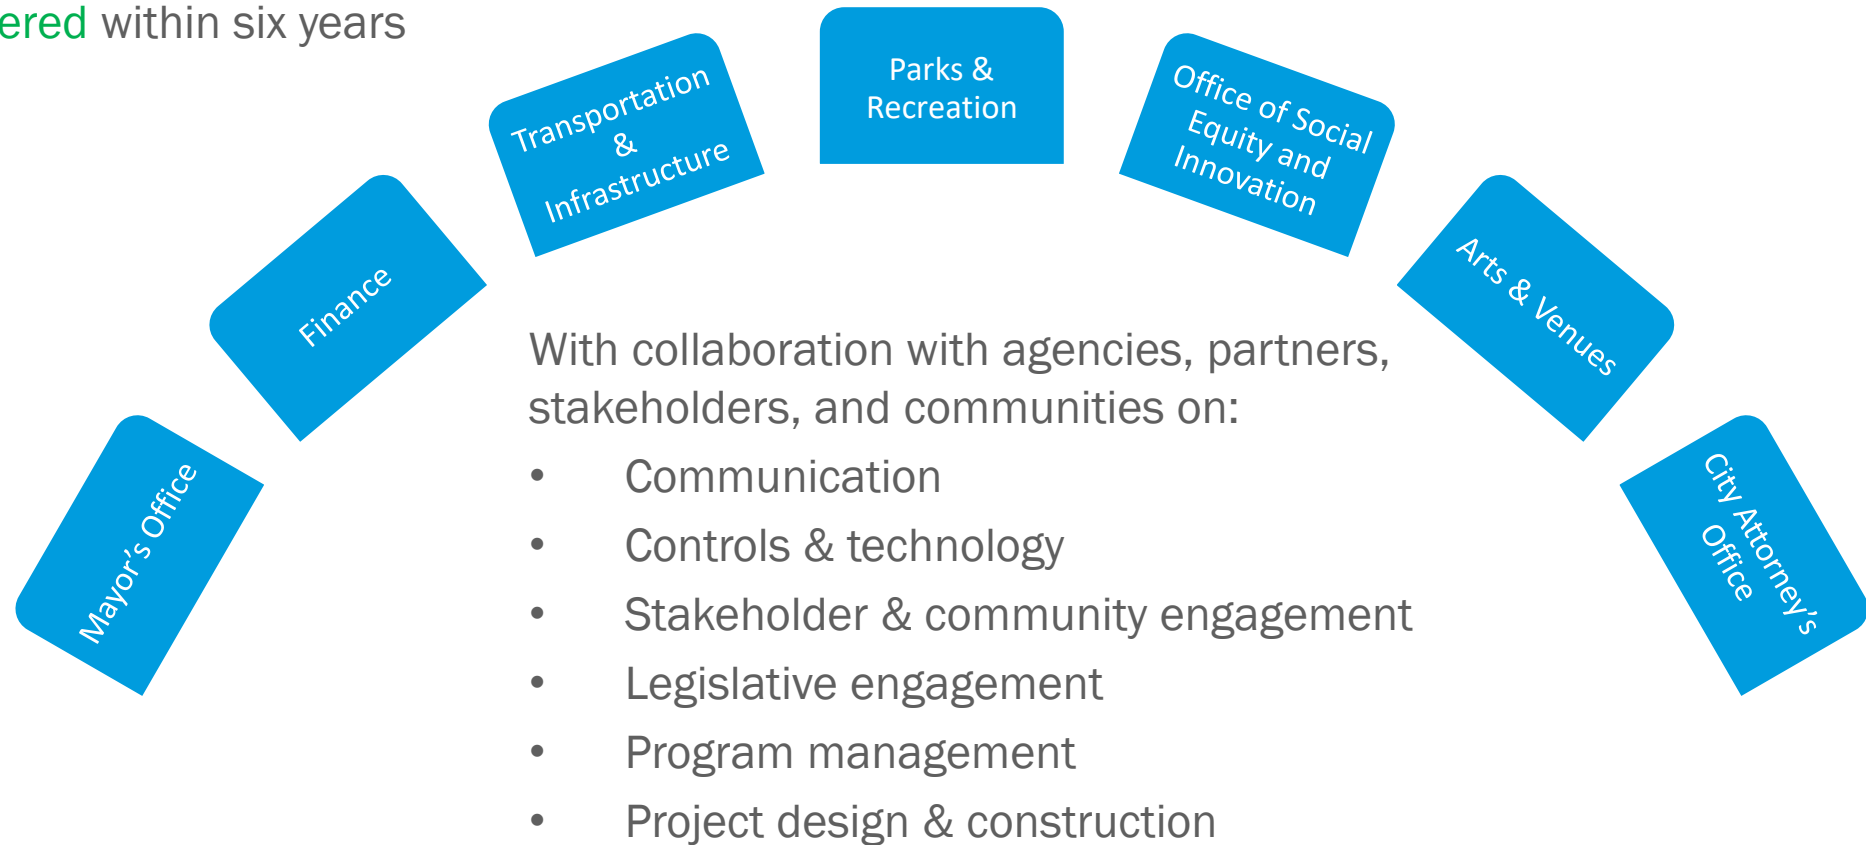 ered within six years
Mayor's Office
Finance
Transportation
&
Infrastructure
Parks &
Recreation
Office of Social
Equity and
Innovation
Arts & Venues
City Attorney's
Office
With collaboration with agencies, partners,
stakeholders, and communities on:
• Communication
• Controls & technology
• Stakeholder & community engagement
• Legislative engagement
• Program management
• Project design & construction